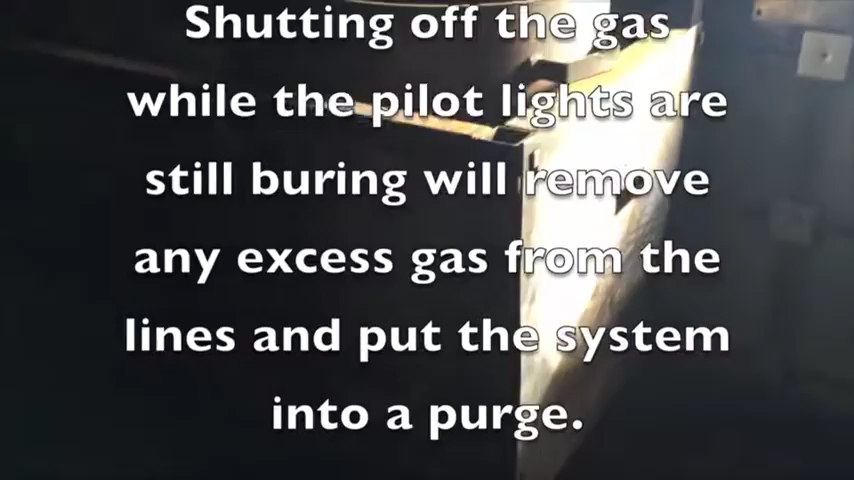 Shutting off the gas
while the pilot lights are
still buring will remove
any excess gas from the
lines and put the system
into a purge.